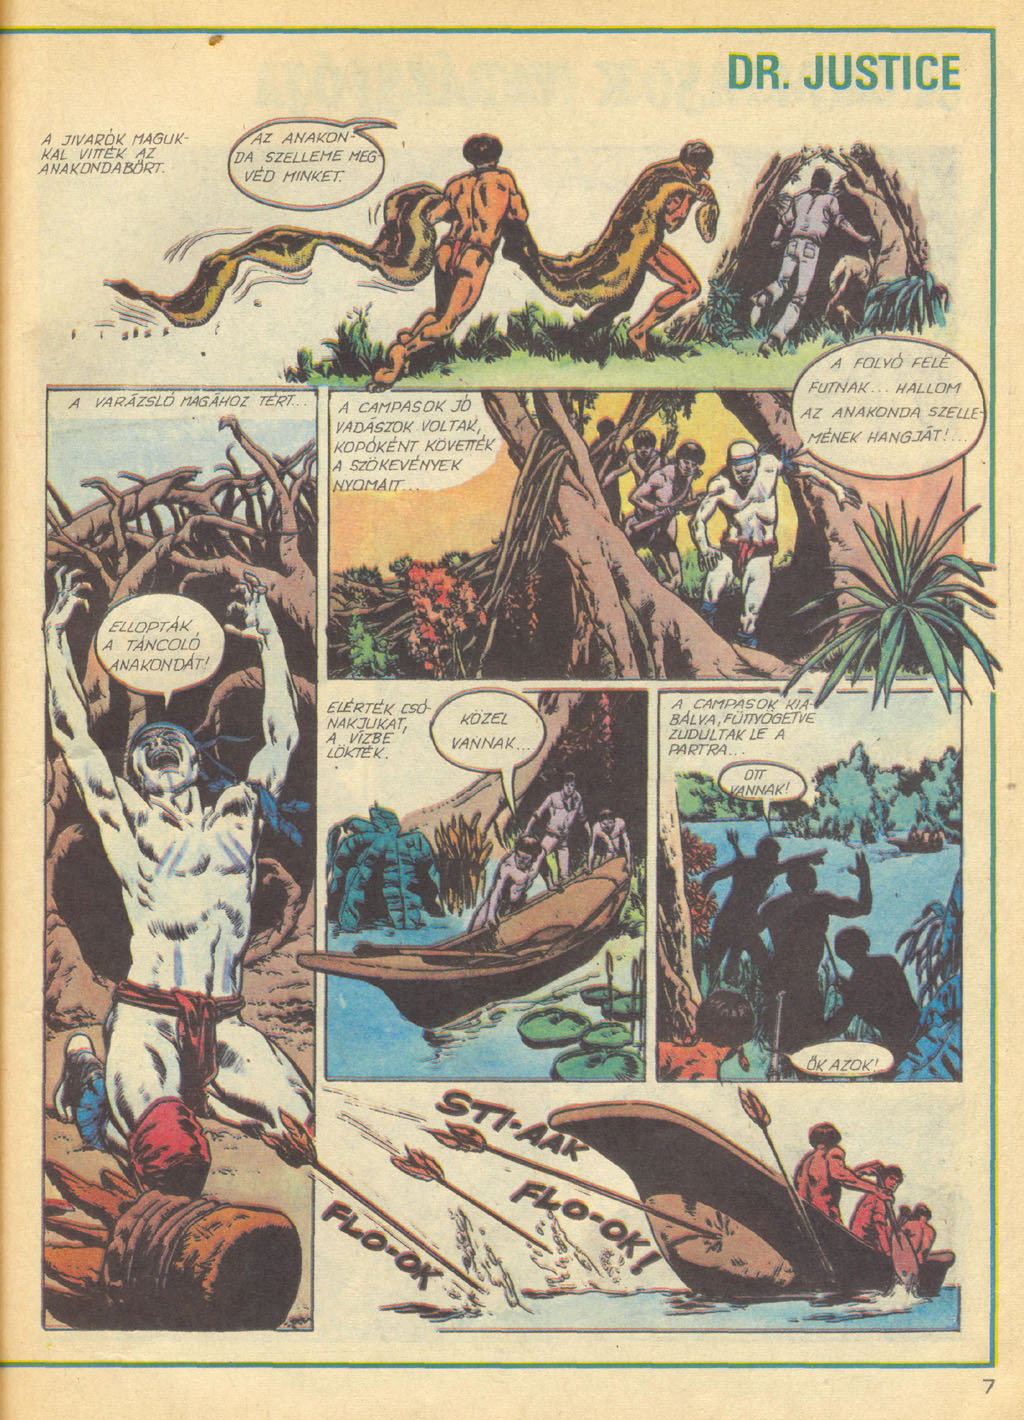 DR. JUSTICE
A JIVARÓK MAGUK-
KAL VITTÉK AZ
ANAKONDABŐRT.
AZ ANAKON-
DA SZELLEME MEG-
VÉD MINKET.
A VARÁZSLÓ MAGÁHOZ TÉRT...
ELLOPTÁK
A TÁNCOLÓ
ANAKONDÁT!
A CAMPASOK JÓ
VADÁSZOK VOLTAK,
KOPÓKÉNT KÖVETTÉK
A SZÖKEVÉNYEK
NYOMAIT...
A FOLYÓ FELÉ
FUTNAK... HALLOM
AZ ANAKONDA SZELLE-
MÉNEK HANGJÁT!...
ELÉRTÉK CSÓ-
NAKJUKAT,
A VÍZBE
LÖKTÉK.
KÖZEL
VANNAK...
A CAMPASOK KIA-
BÁLVA, FÜTTYÖGETVE
ZUDULTAK LE A
PARTRA...
OTT
VANNAK!
ŐK AZOK!
STI-AAK
FLO-OK
FLO-OK!
7